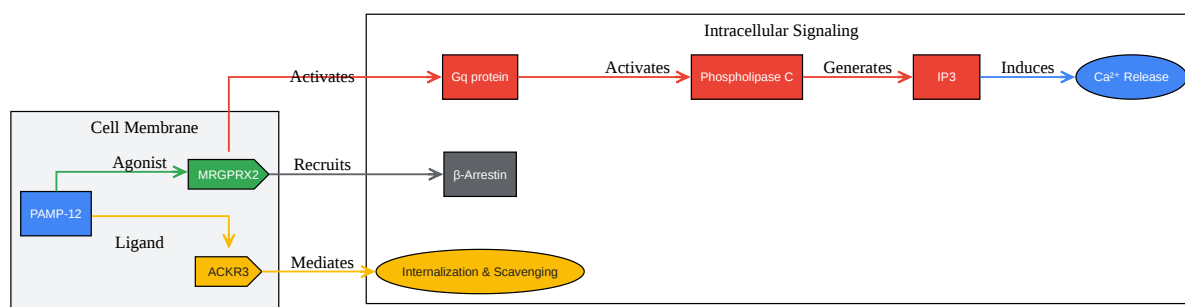 Intracellular Signaling
Activates
Gq protein
Activates
Phospholipase C
Generates
IP3
Induces
Ca²⁺ Release
Cell Membrane
Agonist
MRGPRX2
Recruits
β-Arrestin
PAMP-12
Ligand
ACKR3
Mediates
Internalization & Scavenging